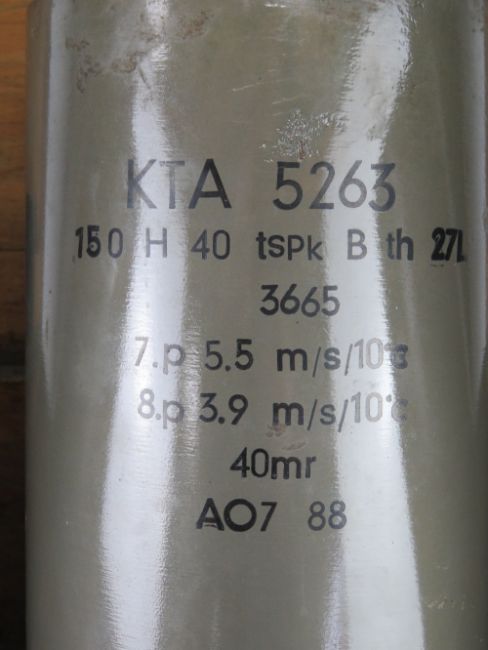 KTA 5263
150 H 40 tSPk B th 27L
3665
7.p 5.5 m/s/10°c
8.p 3.9 m/s/10°c
40mr
AO7 88